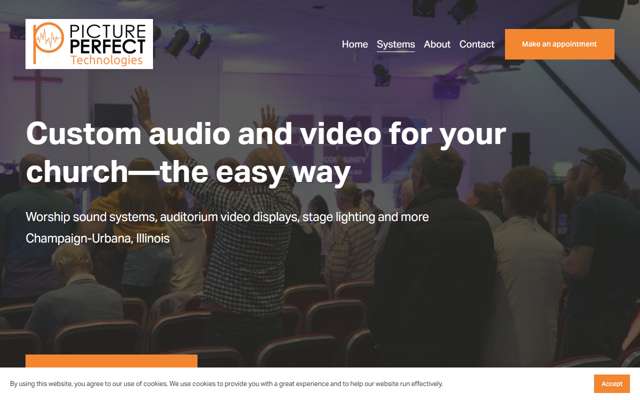 PICTURE
PERFECT
Technologies
Home Systems About Contact Make an appointment
Custom audio and video for your
church—the easy way
Worship sound systems, auditorium video displays, stage lighting and more
Champaign-Urbana, Illinois
By using this website, you agree to our use of cookies. We use cookies to provide you with a great experience and to help our website run effectively.
Accept